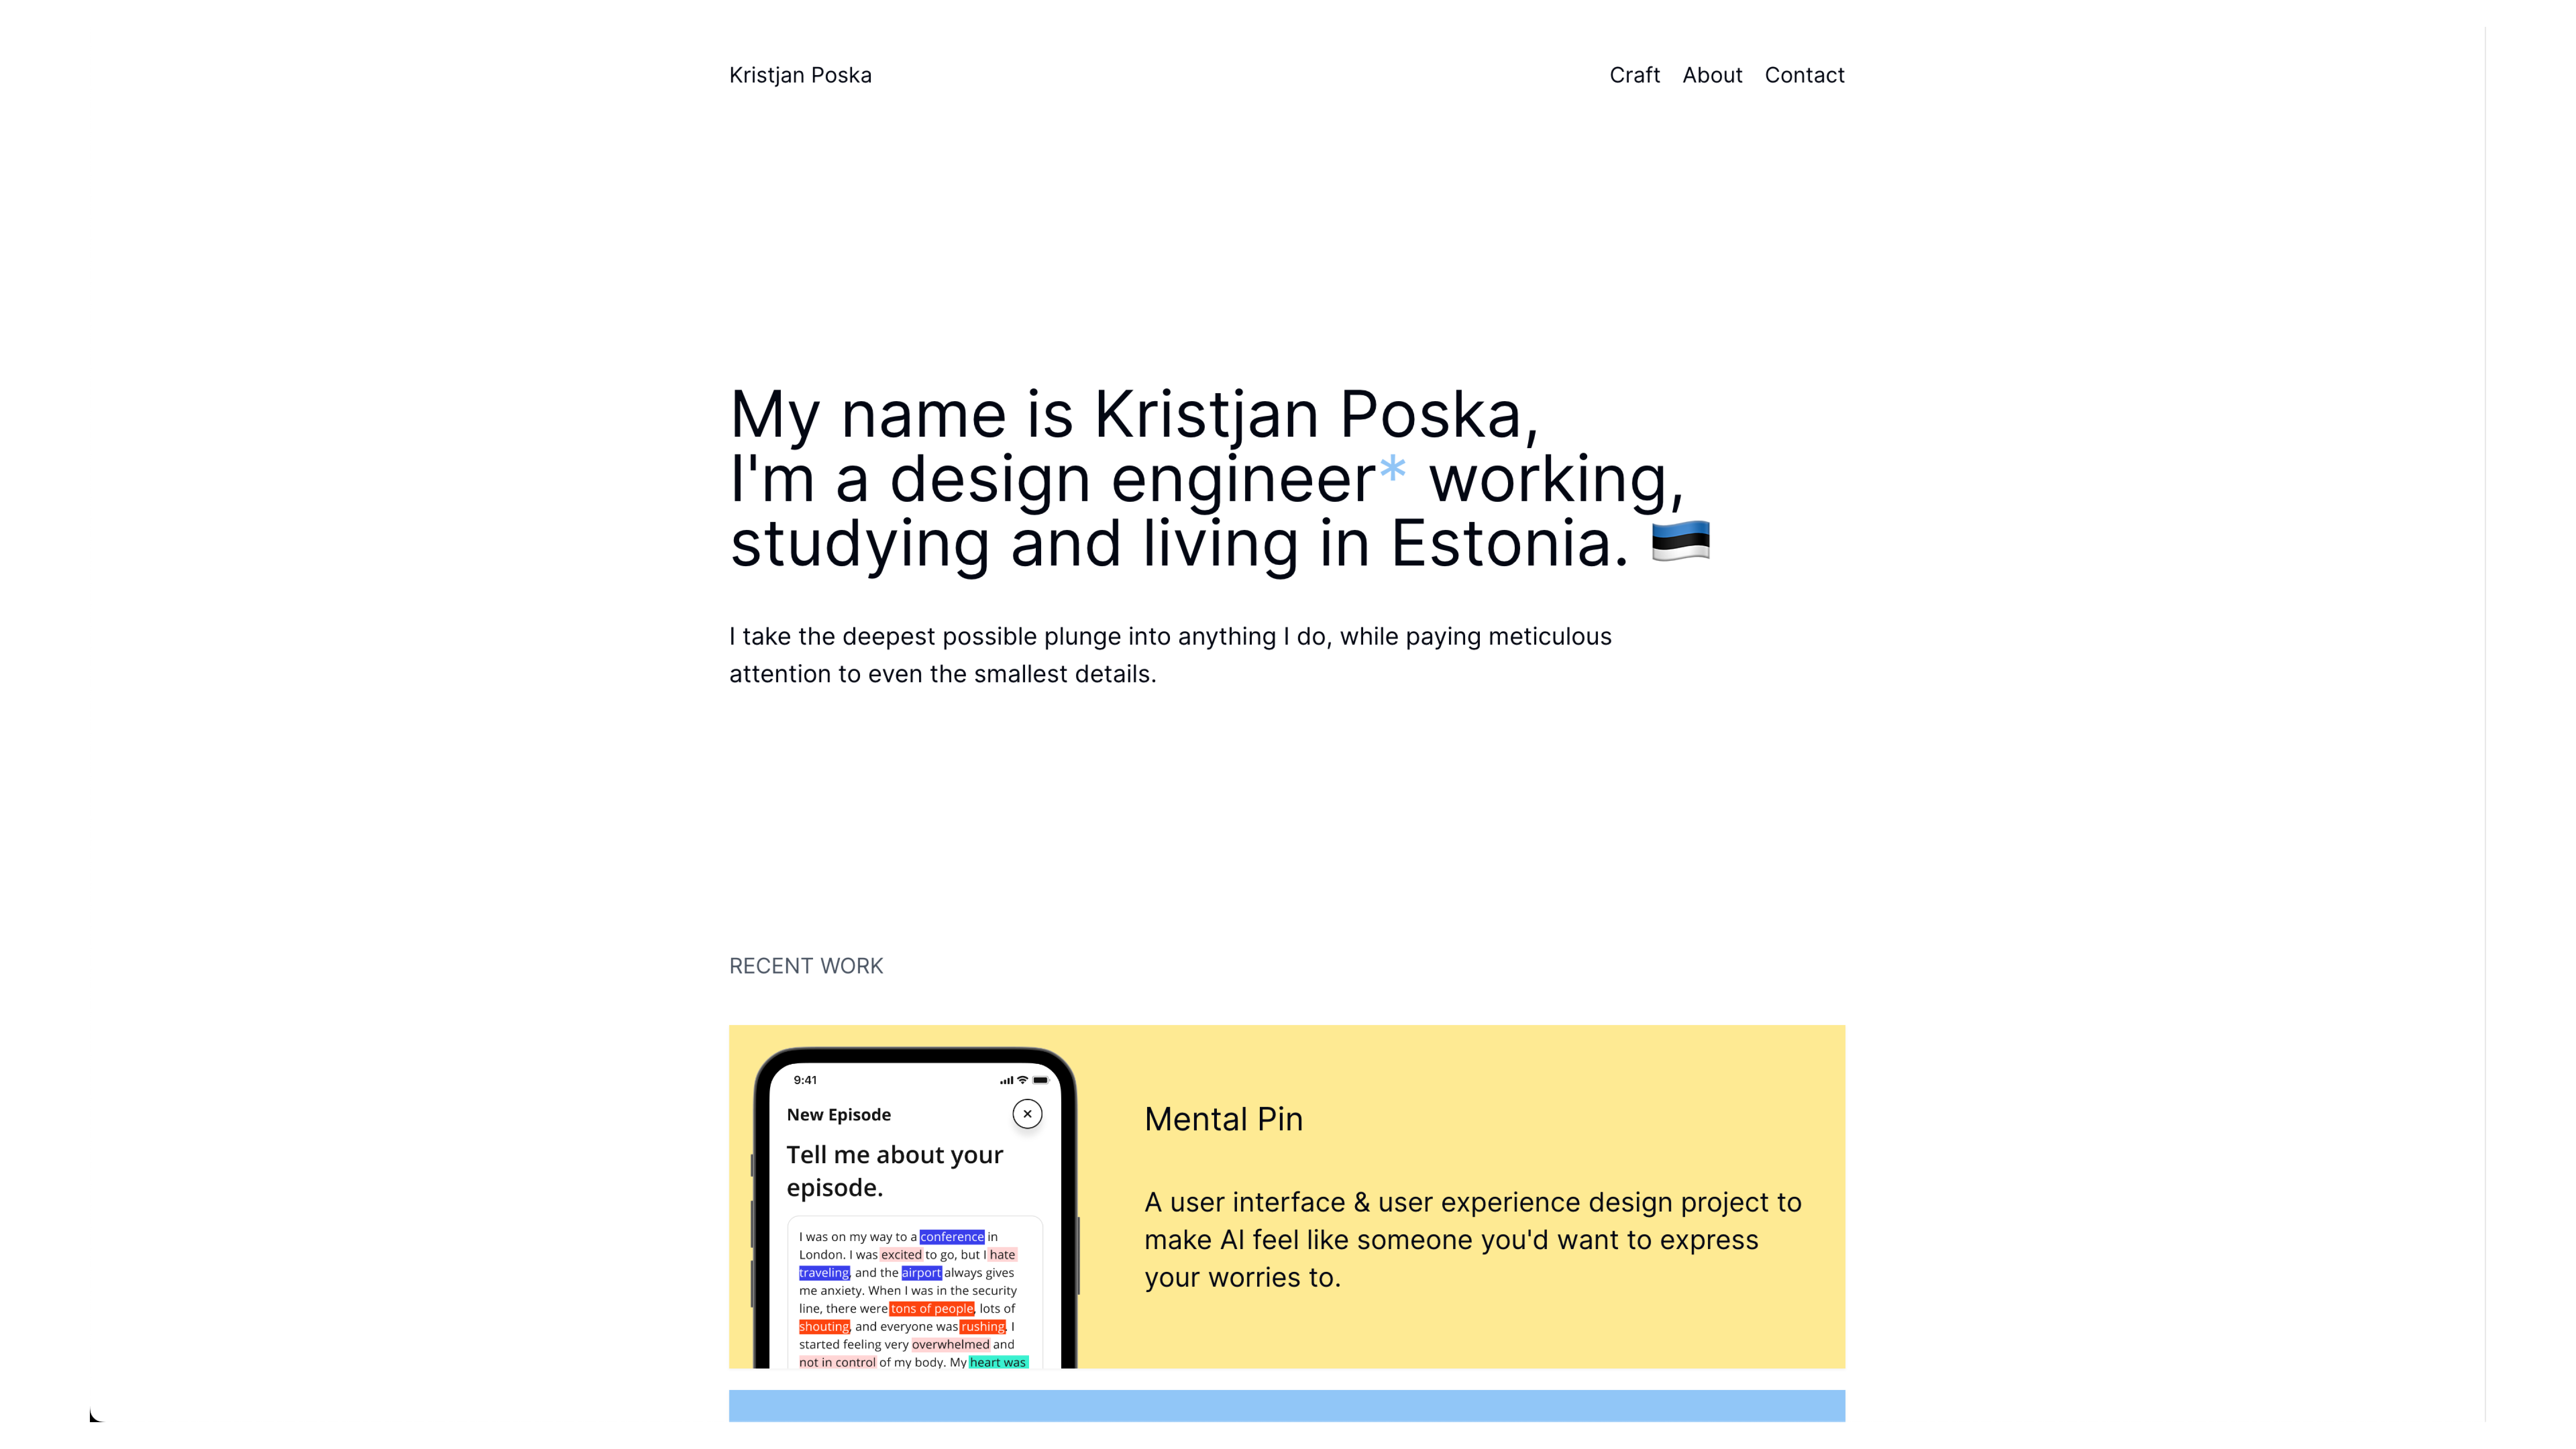 Kristjan Poska
Craft About Contact
My name is Kristjan Poska,
I'm a design engineer* working,
studying and living in Estonia. 🇪🇪
I take the deepest possible plunge into anything I do, while paying meticulous
attention to even the smallest details.
RECENT WORK
9:41
New Episode
Tell me about your
episode.
I was on my way to a conference in
London. I was excited to go, but I hate
traveling, and the airport always gives
me anxiety. When I was in the security
line, there were tons of people, lots of
shouting, and everyone was rushing. I
started feeling very overwhelmed and
not in control of my body. My heart was
Mental Pin
A user interface & user experience design project to
make AI feel like someone you'd want to express
your worries to.